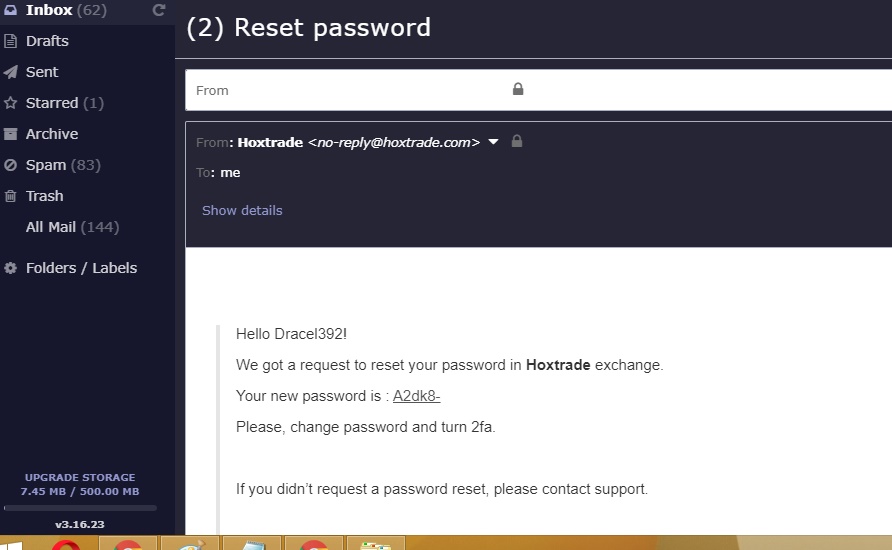 Inbox (62)
Drafts
Sent
Starred (1)
Archive
Spam (83)
Trash
All Mail (144)
Folders / Labels
UPGRADE STORAGE
7.45 MB / 500.00 MB
v3.16.23
(2) Reset password
From
From: Hoxtrade <no-reply@hoxtrade.com>
To: me
Show details
Hello Dracel392!
We got a request to reset your password in Hoxtrade exchange.
Your new password is : A2dk8-
Please, change password and turn 2fa.
If you didn’t request a password reset, please contact support.